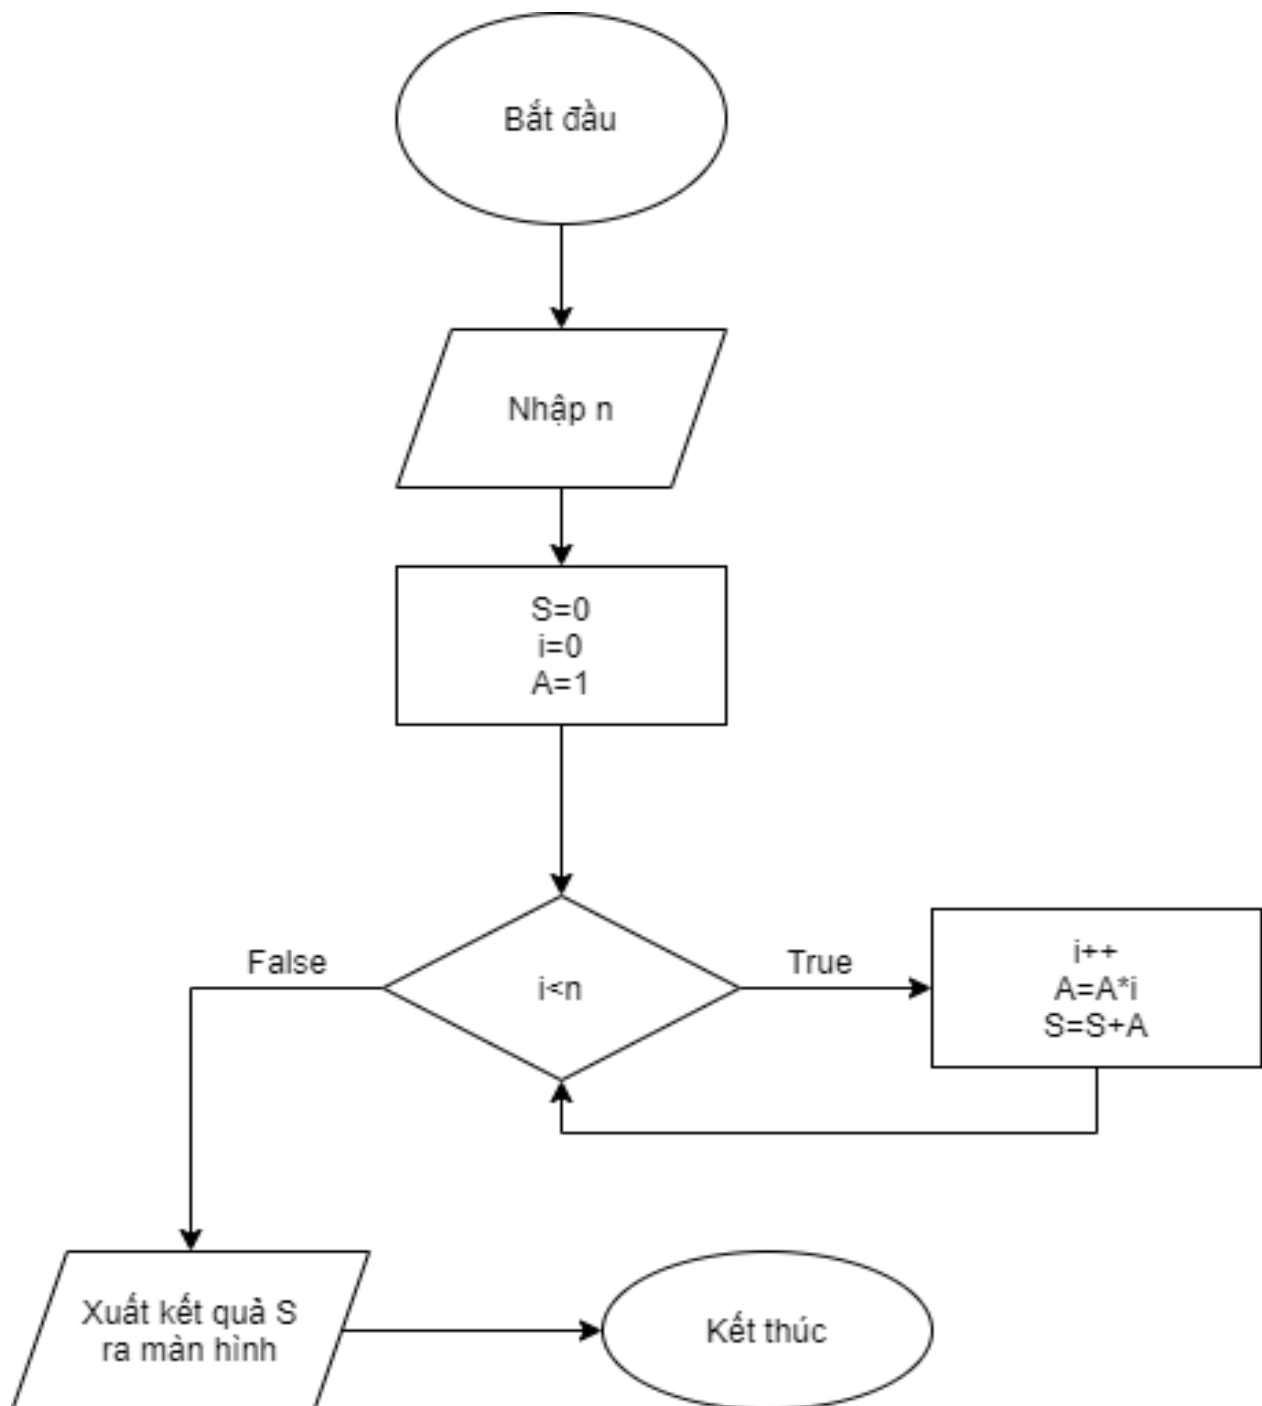 Bắt đầu
Nhập n
S=0
i=0
A=1
False
i<n
True
i++
A=A*i
S=S+A
Xuất kết quả S
ra màn hình
Kết thúc